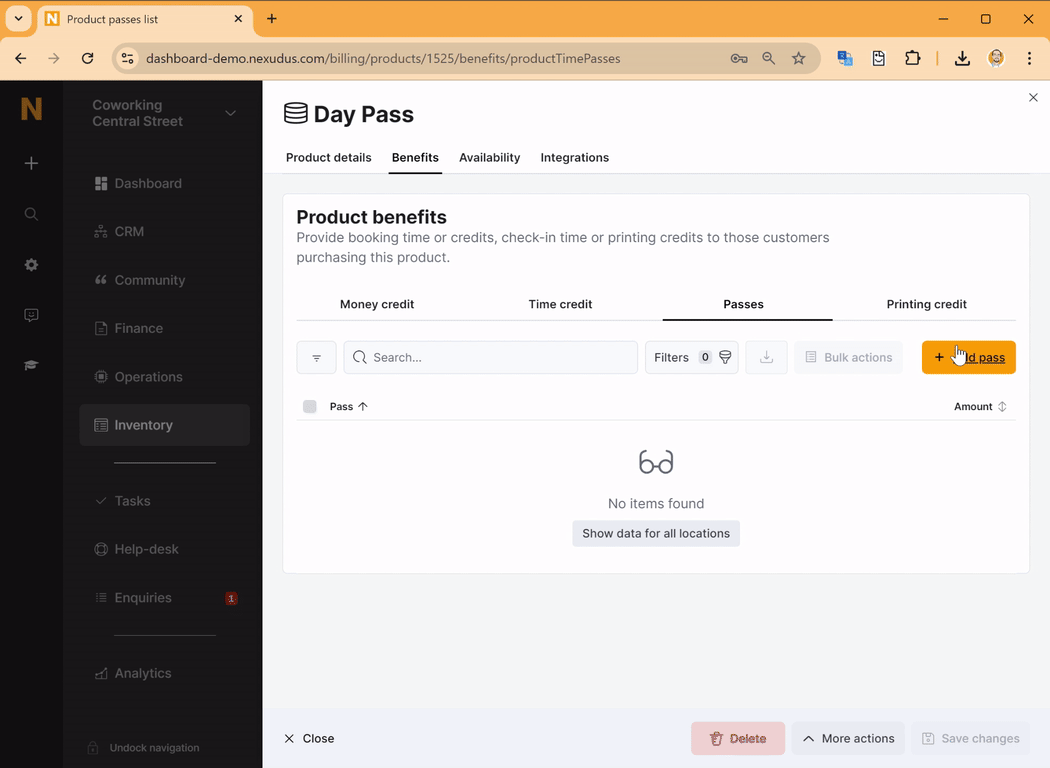 Product passes list
dashboard-demo.nexudus.com/billing/products/1525/benefits/productTimePasses
N
Coworking
Central Street
Dashboard
CRM
Community
Finance
Operations
Inventory
Tasks
Help-desk
Enquiries
1
Analytics
Undock navigation
Day Pass
Product details
Benefits
Availability
Integrations
Product benefits
Provide booking time or credits, check-in time or printing credits to those customers
purchasing this product.
Money credit
Time credit
Passes
Printing credit
Search...
Filters 0
Bulk actions
+ pass
Pass
Amount
No items found
Show data for all locations
Close
Delete
More actions
Save changes